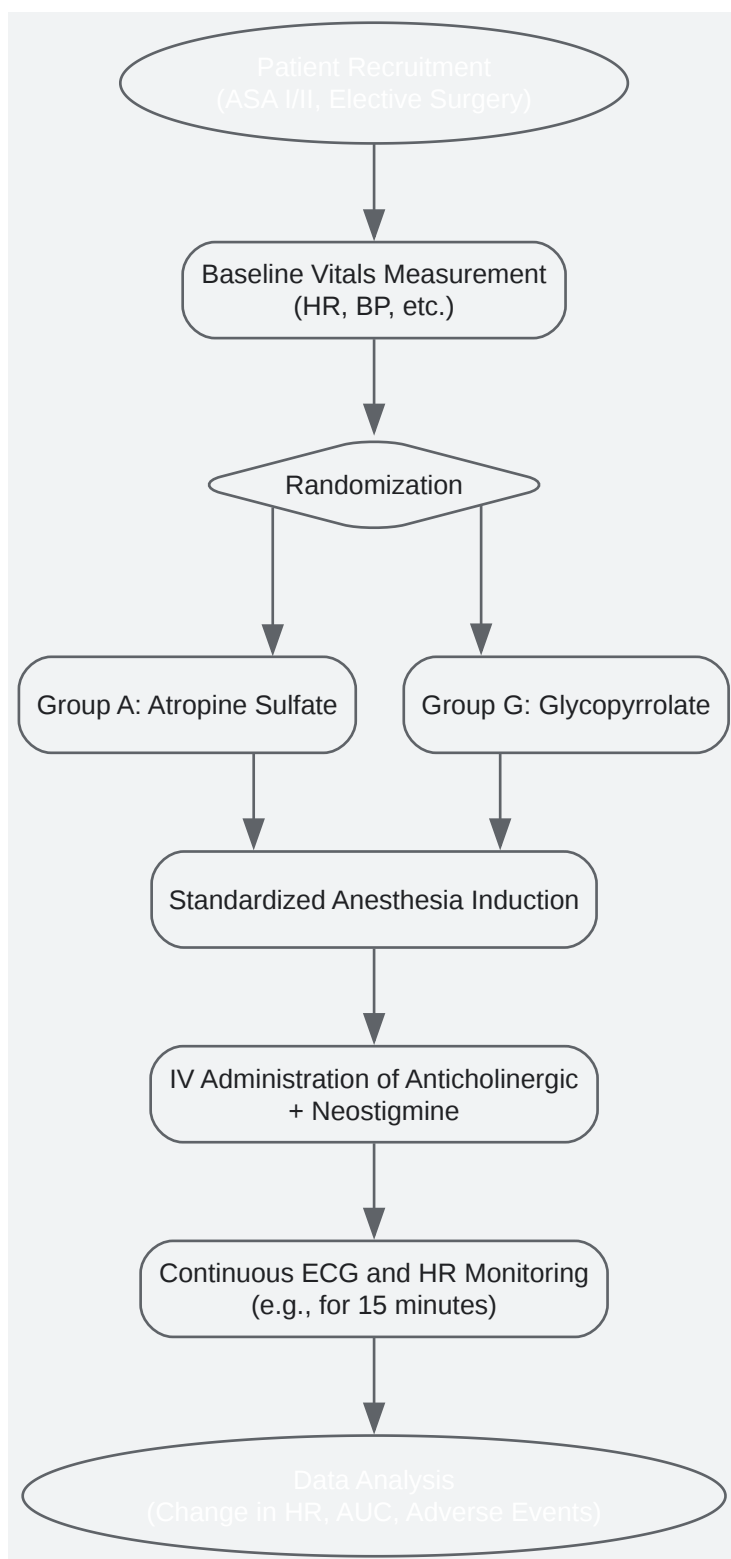 Patient Recruitment
(ASA I/II, Elective Surgery)
Baseline Vitals Measurement
(HR, BP, etc.)
Randomization
Group A: Atropine Sulfate
Group G: Glycopyrrolate
Standardized Anesthesia Induction
IV Administration of Anticholinergic
+ Neostigmine
Continuous ECG and HR Monitoring
(e.g., for 15 minutes)
Data Analysis
(Change in HR, AUC, Adverse Events)